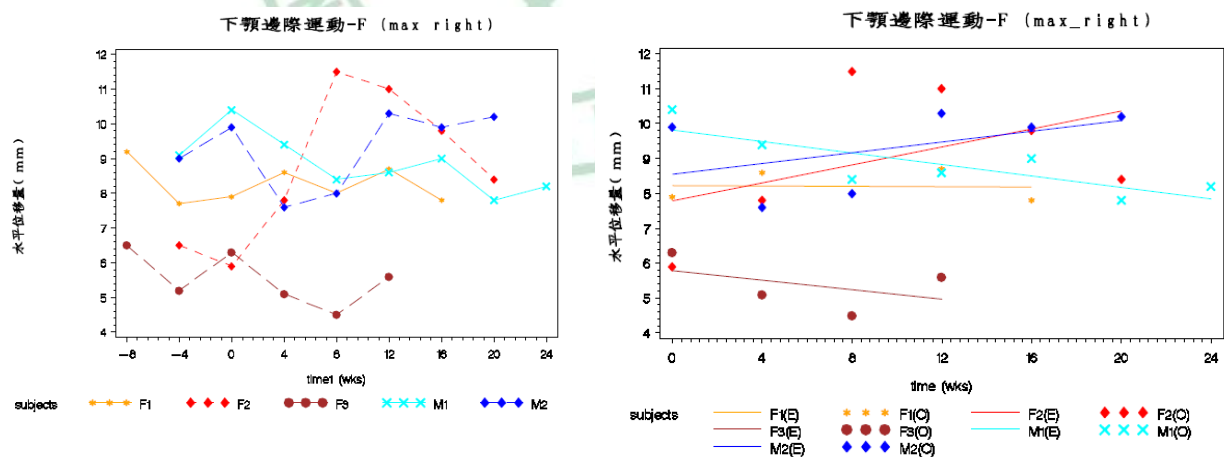 下顎邊際運動-F (max right)
12
11
10
9
8
7
6
5
4
水平位移量(mm)
-8 -4 0 4 8 12 16 20 24
time1 (wks)
subjects F1 F2 F3 M1 M2
下顎邊際運動-F (max_right)
12
11
10
9
8
7
6
5
4
水平位移量(mm)
0 4 8 12 16 20 24
time (wks)
subjects F1(E) F1(O) F2(E) F2(O)
F3(E) F3(O) M1(E) M1(O)
M2(E) M2(O)